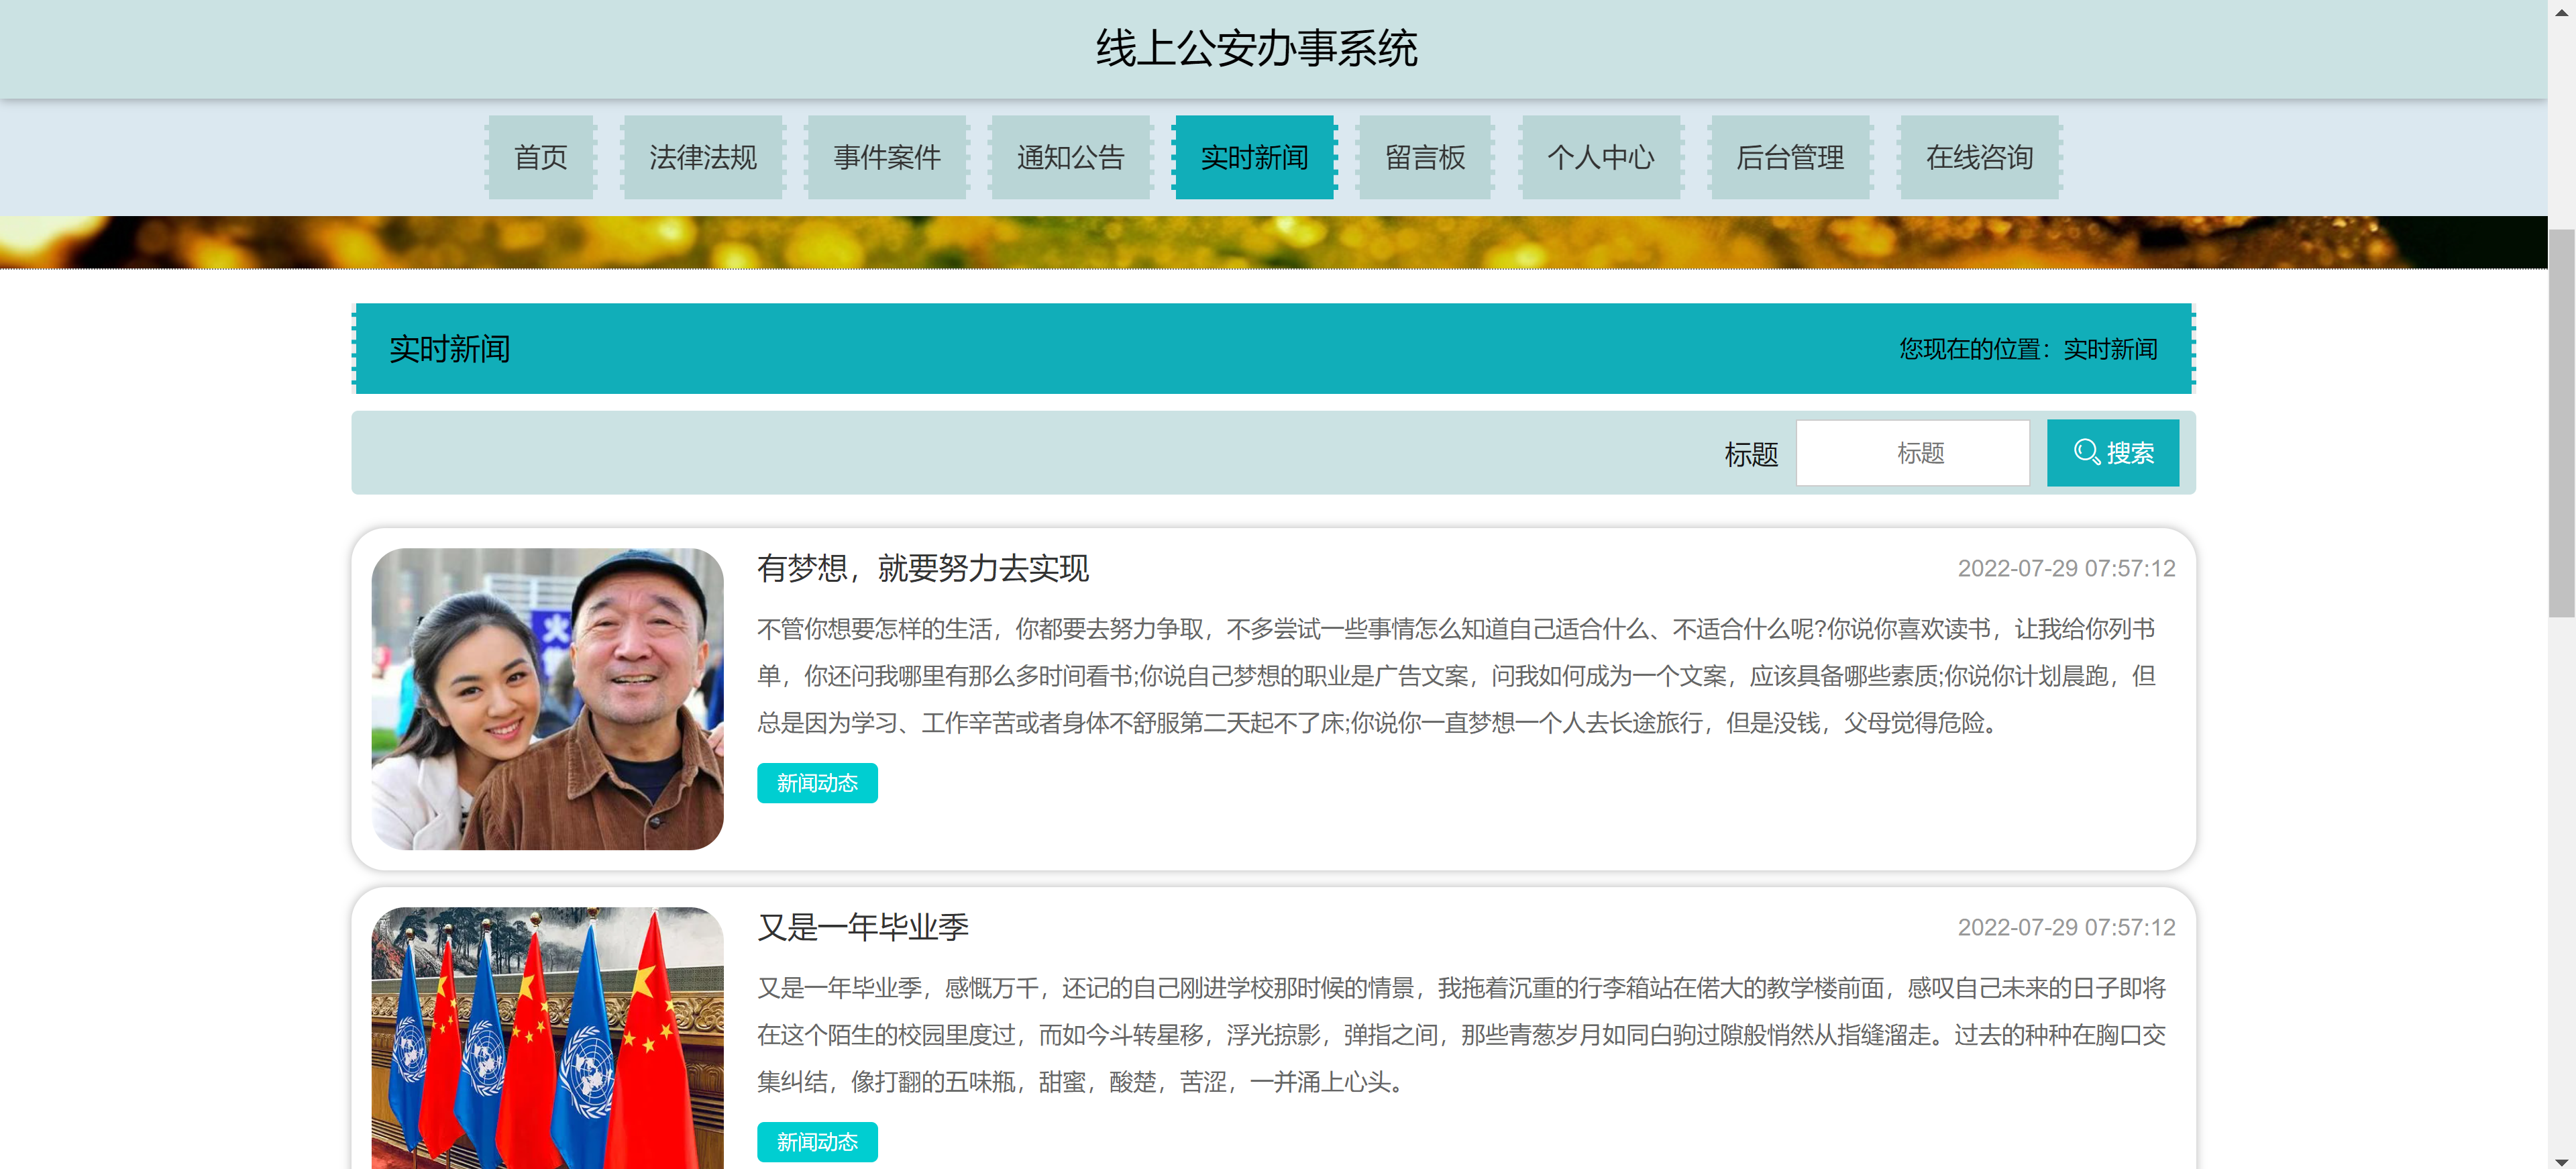 线上公安办事系统
首页 法律法规 事件案件 通知公告 实时新闻 留言板 个人中心 后台管理 在线咨询
实时新闻 您现在的位置：实时新闻
标题 标题 搜索
有梦想，就要努力去实现 2022-07-29 07:57:12
不管你想要怎样的生活，你都要去努力争取，不多尝试一些事情怎么知道自己适合什么、不适合什么呢?你说你喜欢读书，让我给你列书
单，你还问我哪里有那么多时间看书;你说自己梦想的职业是广告文案，问我如何成为一个文案，应该具备哪些素质;你说你计划晨跑，但
总是因为学习、工作辛苦或者身体不舒服第二天起不了床;你说你一直梦想一个人去长途旅行，但是没钱，父母觉得危险。
新闻动态
又是一年毕业季 2022-07-29 07:57:12
又是一年毕业季，感慨万千，还记的自己刚进学校那时候的情景，我拖着沉重的行李箱站在偌大的教学楼前面，感叹自己未来的日子即将
在这个陌生的校园里度过，而如今斗转星移，浮光掠影，弹指之间，那些青葱岁月如同白驹过隙般悄然从指缝溜走。过去的种种在胸口交
集纠结，像打翻的五味瓶，甜蜜，酸楚，苦涩，一并涌上心头。
新闻动态